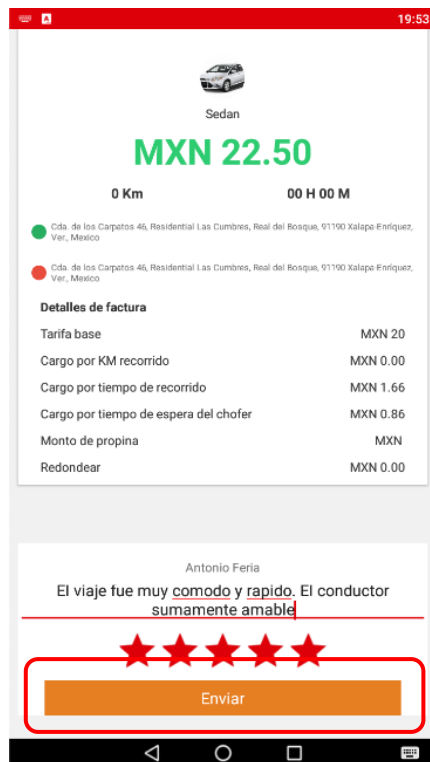 19:53
Sedan
MXN 22.50
0 Km 00 H 00 M
Cda. de los Carpatos 46, Residential Las Cumbres, Real del Bosque, 91190 Xalapa-Enríquez,
Ver., Mexico
Cda. de los Carpatos 46, Residential Las Cumbres, Real del Bosque, 91190 Xalapa-Enríquez,
Ver., Mexico
Detalles de factura
Tarifa base MXN 20
Cargo por KM recorrido MXN 0.00
Cargo por tiempo de recorrido MXN 1.66
Cargo por tiempo de espera del chofer MXN 0.86
Monto de propina MXN
Redondear MXN 0.00
Antonio Feria
El viaje fue muy comodo y rapido. El conductor
sumamente amable
Enviar